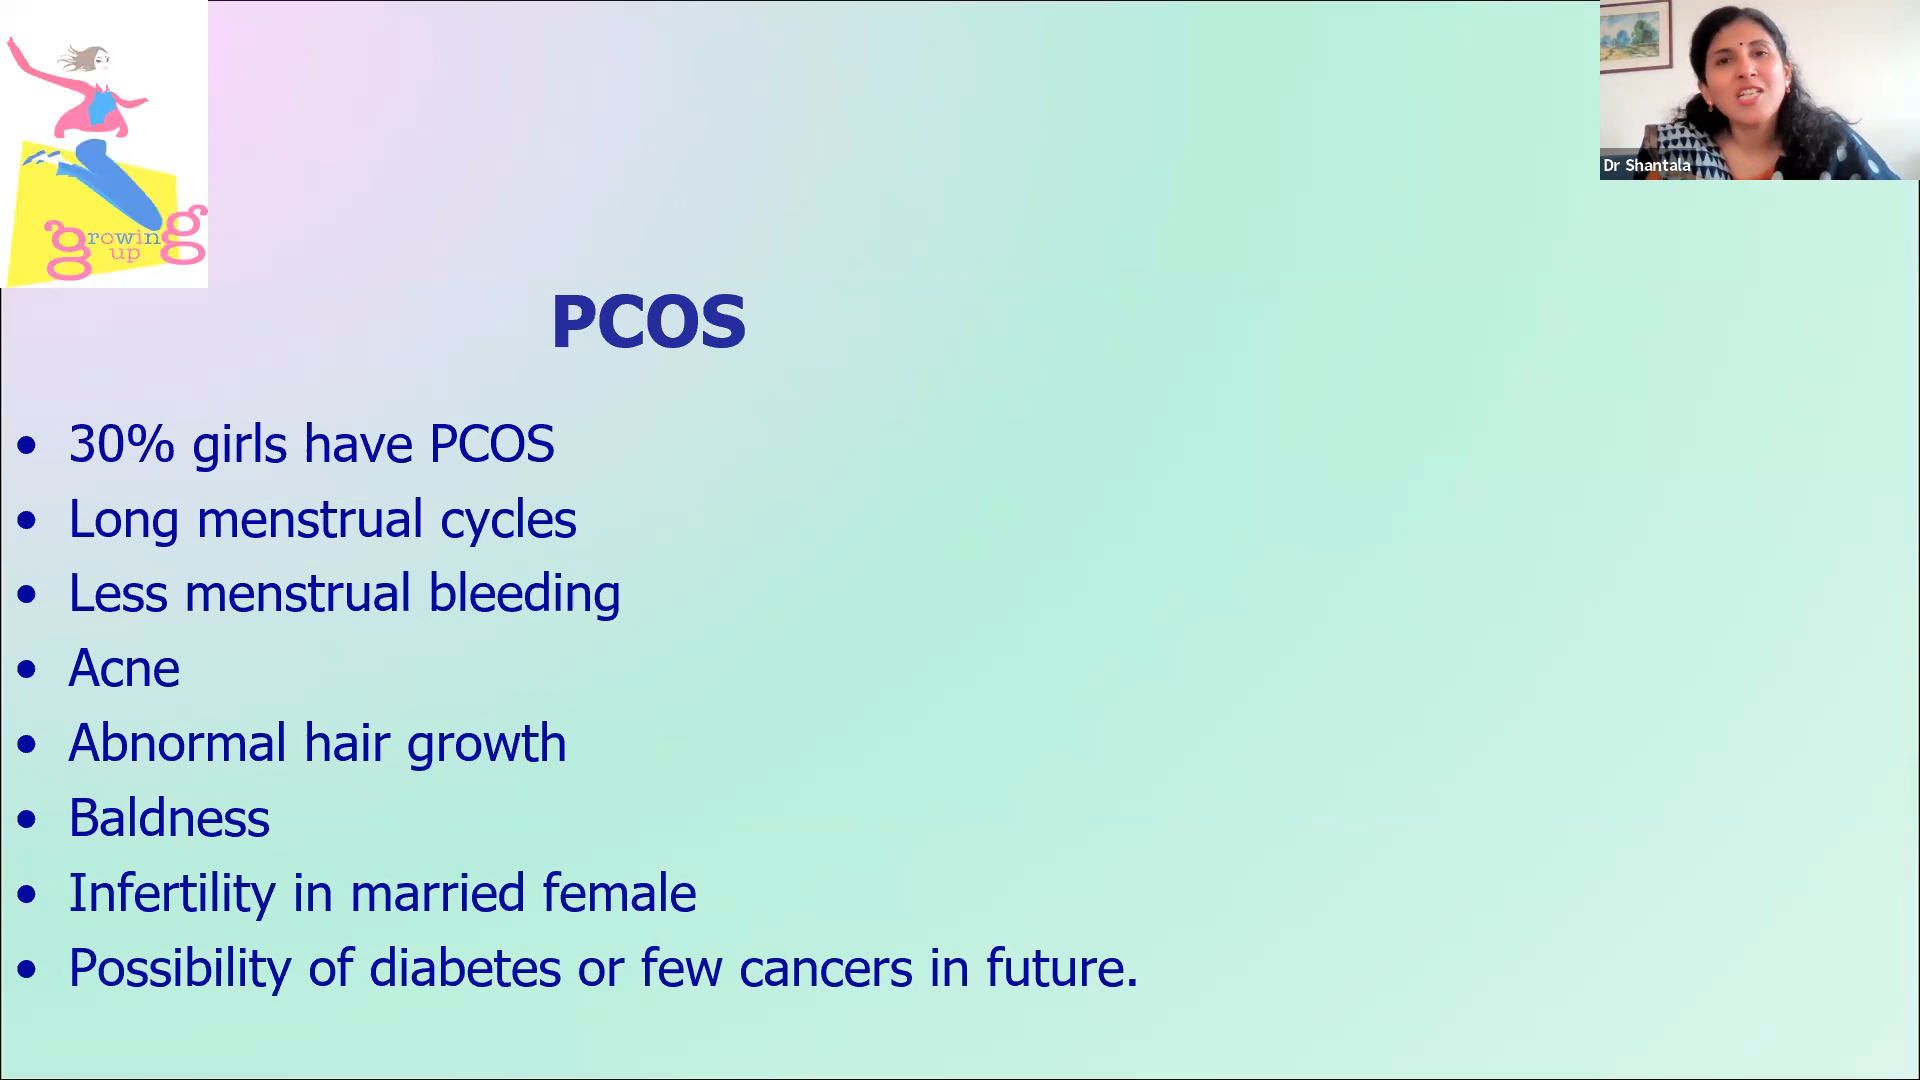 growing
up
Dr Shantala
PCOS
• 30% girls have PCOS
• Long menstrual cycles
• Less menstrual bleeding
• Acne
• Abnormal hair growth
• Baldness
• Infertility in married female
• Possibility of diabetes or few cancers in future.